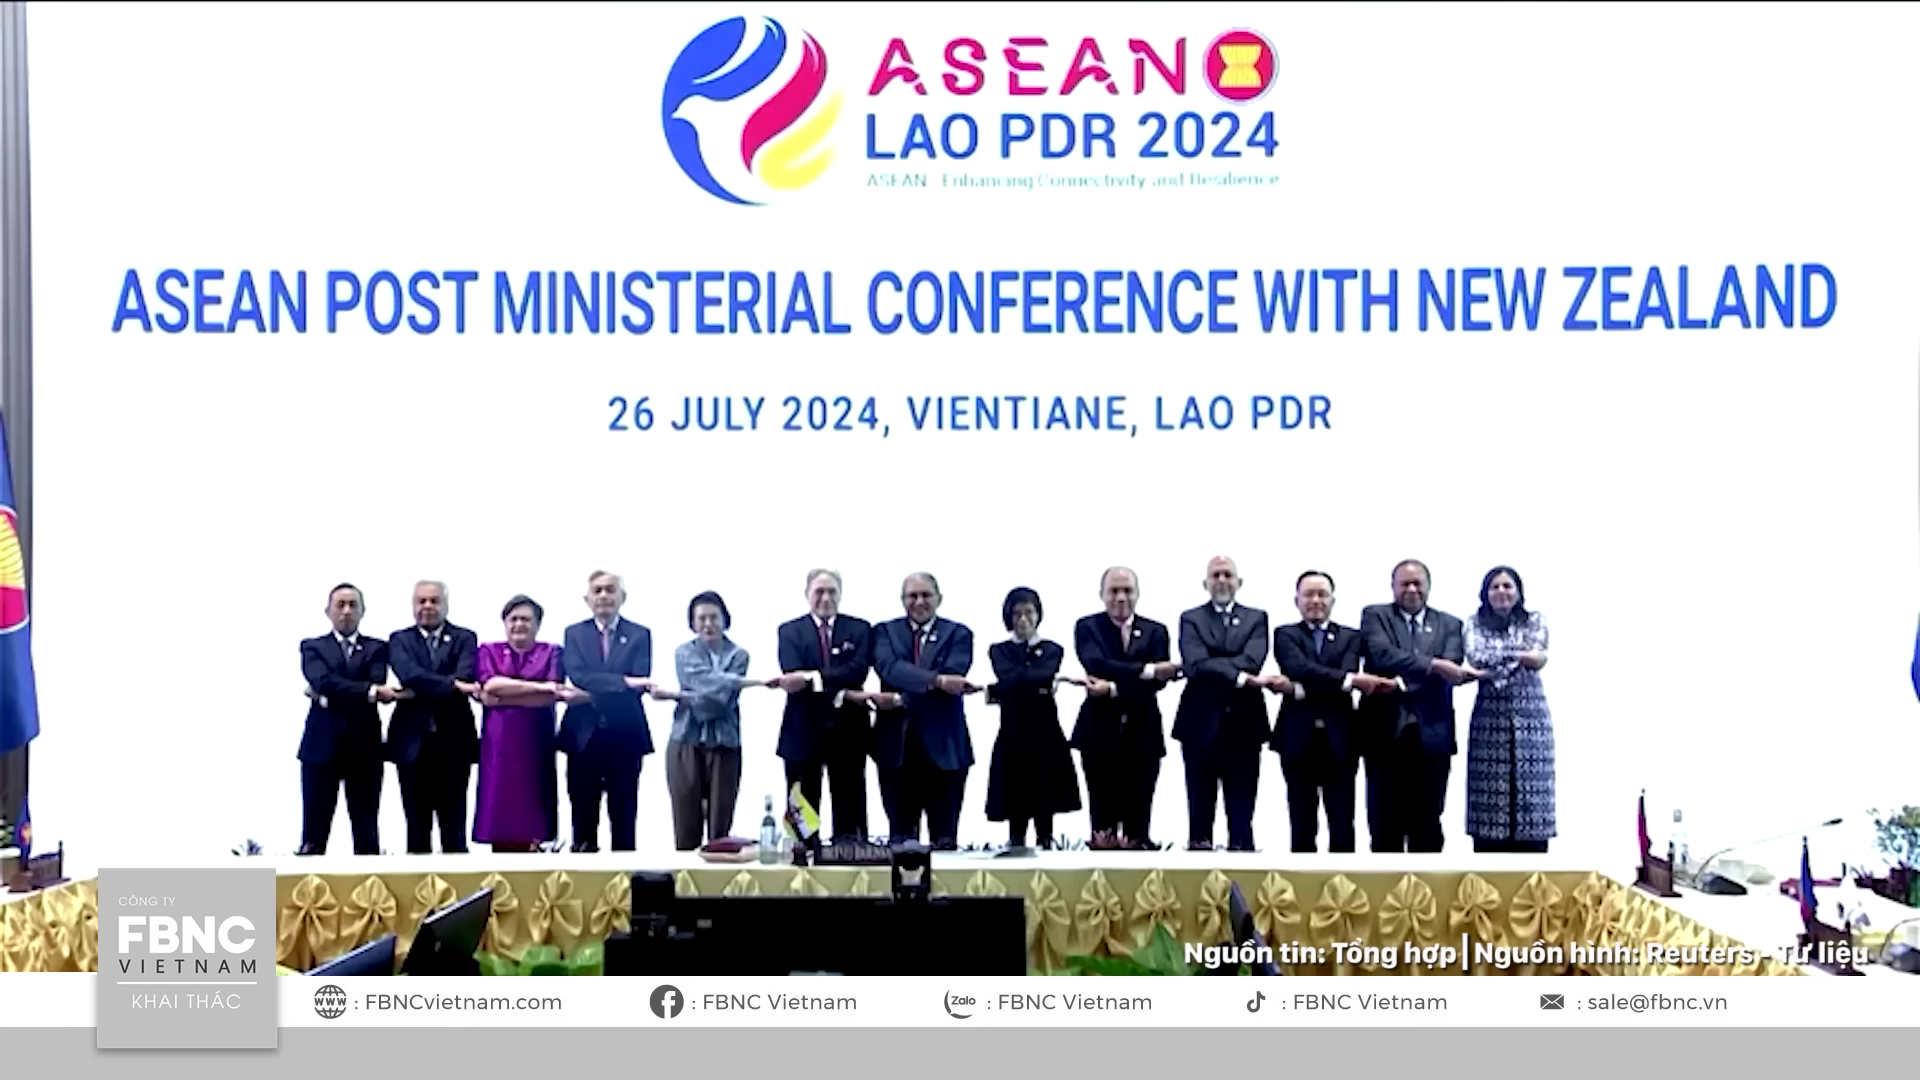 ASEAN
LAO PDR 2024
ASEAN: Enhancing Connectivity and Resilience
ASEAN POST MINISTERIAL CONFERENCE WITH NEW ZEALAND
26 JULY 2024, VIENTIANE, LAO PDR
Nguồn tin: Tổng hợp | Nguồn hình: Reuters - Tư liệu
CÔNG TY
FBNC
VIETNAM
KHAI THÁC
www : FBNCvietnam.com
: FBNC Vietnam
Zalo : FBNC Vietnam
: FBNC Vietnam
: sale@fbnc.vn